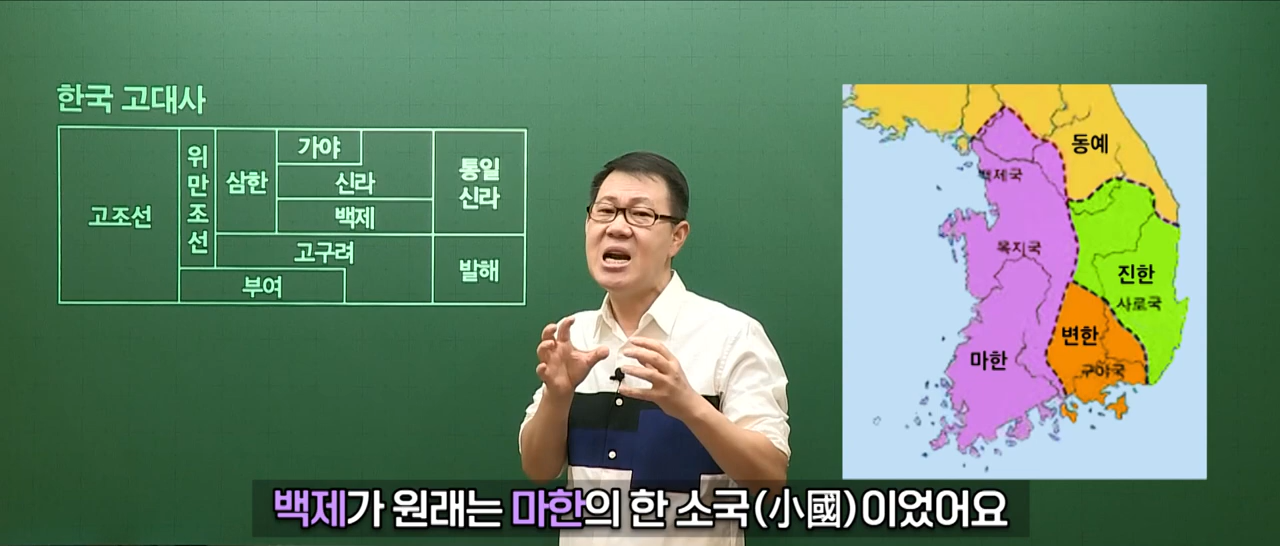 한국 고대사
고조선
위만조선
삼한
가야
신라
백제
통일
신라
고구려
부여
발해
동예
백제국
목지국
진한
사로국
변한
구야국
마한
백제가 원래는 마한의 한 소국(小國)이었어요